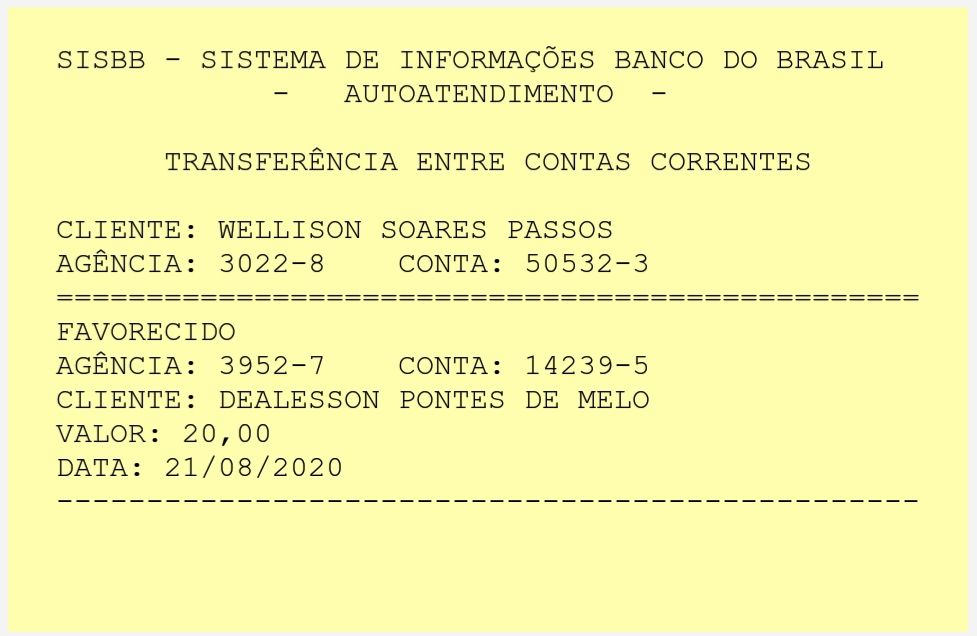 SISBB - SISTEMA DE INFORMAÇÕES BANCO DO BRASIL
- AUTOATENDIMENTO -
TRANSFERÊNCIA ENTRE CONTAS CORRENTES
CLIENTE: WELLISON SOARES PASSOS
AGÊNCIA: 3022-8 CONTA: 50532-3
================================================
FAVORECIDO
AGÊNCIA: 3952-7 CONTA: 14239-5
CLIENTE: DEALESSON PONTES DE MELO
VALOR: 20,00
DATA: 21/08/2020
------------------------------------------------